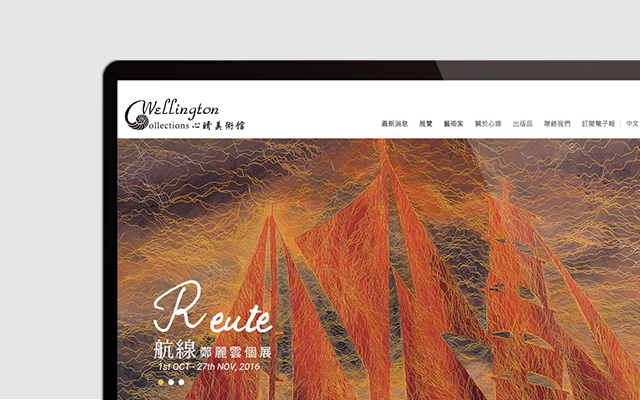 Wellington
Collections 心晴美術館
最新消息 展覽 藝術家 關於心晴 出版品 聯絡我們 訂閱電子報 中文
Reute
航線 鄭麗雲個展
1st OCT - 27th NOV, 2016